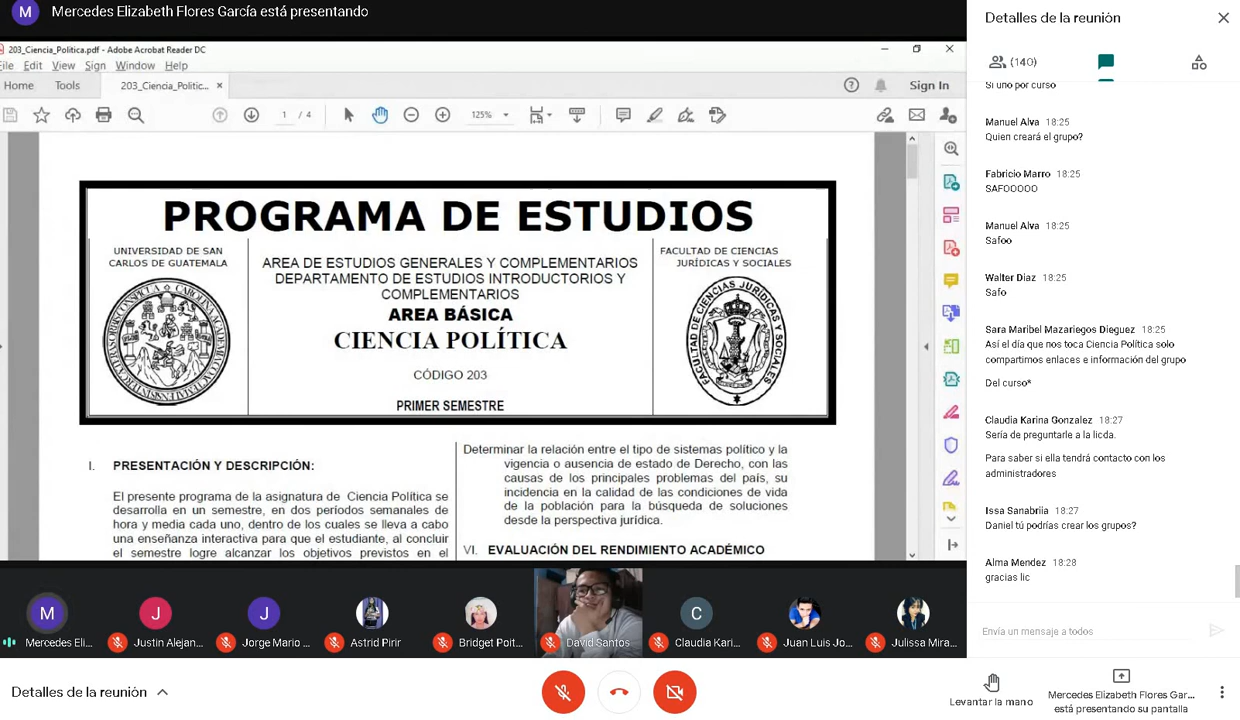 M Mercedes Elizabeth Flores García está presentando
203_Ciencia_Política.pdf - Adobe Acrobat Reader DC
File Edit View Sign Window Help
Home Tools 203_Ciencia_Politic... × Sign In
1 / 4 125%
PROGRAMA DE ESTUDIOS
UNIVERSIDAD DE SAN
CARLOS DE GUATEMALA
AREA DE ESTUDIOS GENERALES Y COMPLEMENTARIOS
DEPARTAMENTO DE ESTUDIOS INTRODUCTORIOS Y
COMPLEMENTARIOS
AREA BÁSICA
CIENCIA POLÍTICA
CÓDIGO 203
PRIMER SEMESTRE
FACULTAD DE CIENCIAS
JURÍDICAS Y SOCIALES
FACULTAD DE CIENCIAS JURIDICAS Y SOCIALES
I. PRESENTACIÓN Y DESCRIPCIÓN:
El presente programa de la asignatura de Ciencia Política se
desarrolla en un semestre, en dos períodos semanales de
hora y media cada uno, dentro de los cuales se lleva a cabo
una enseñanza interactiva para que el estudiante, al concluir
el semestre logre alcanzar los objetivos previstos en el
Determinar la relación entre el tipo de sistemas político y la
vigencia o ausencia de estado de Derecho, con las
causas de los principales problemas del país, su
incidencia en la calidad de las condiciones de vida
de la población para la búsqueda de soluciones
desde la perspectiva jurídica.
VI. EVALUACIÓN DEL RENDIMIENTO ACADÉMICO
M J J C
Mercedes Eli... Justin Alejan... Jorge Mario ... Astrid Pirir Bridget Poit... David Santos Claudia Kari... Juan Luis Jo... Julissa Mira...
Detalles de la reunión
Levantar la mano
Mercedes Elizabeth Flores Gar...
está presentando su pantalla
Detalles de la reunión
(140)
Si uno por curso
Manuel Alva 18:25
Quien creará el grupo?
Fabricio Marro 18:25
SAFOOOOO
Manuel Alva 18:25
Safoo
Walter Diaz 18:25
Safo
Sara Maribel Mazariegos Dieguez 18:25
Así el día que nos toca Ciencia Política solo
compartimos enlaces e información del grupo
Del curso*
Claudia Karina Gonzalez 18:27
Sería de preguntarle a la licda.
Para saber si ella tendrá contacto con los
administradores
Issa Sanabriia 18:27
Daniel tú podrías crear los grupos?
Alma Mendez 18:28
gracias lic
Envía un mensaje a todos